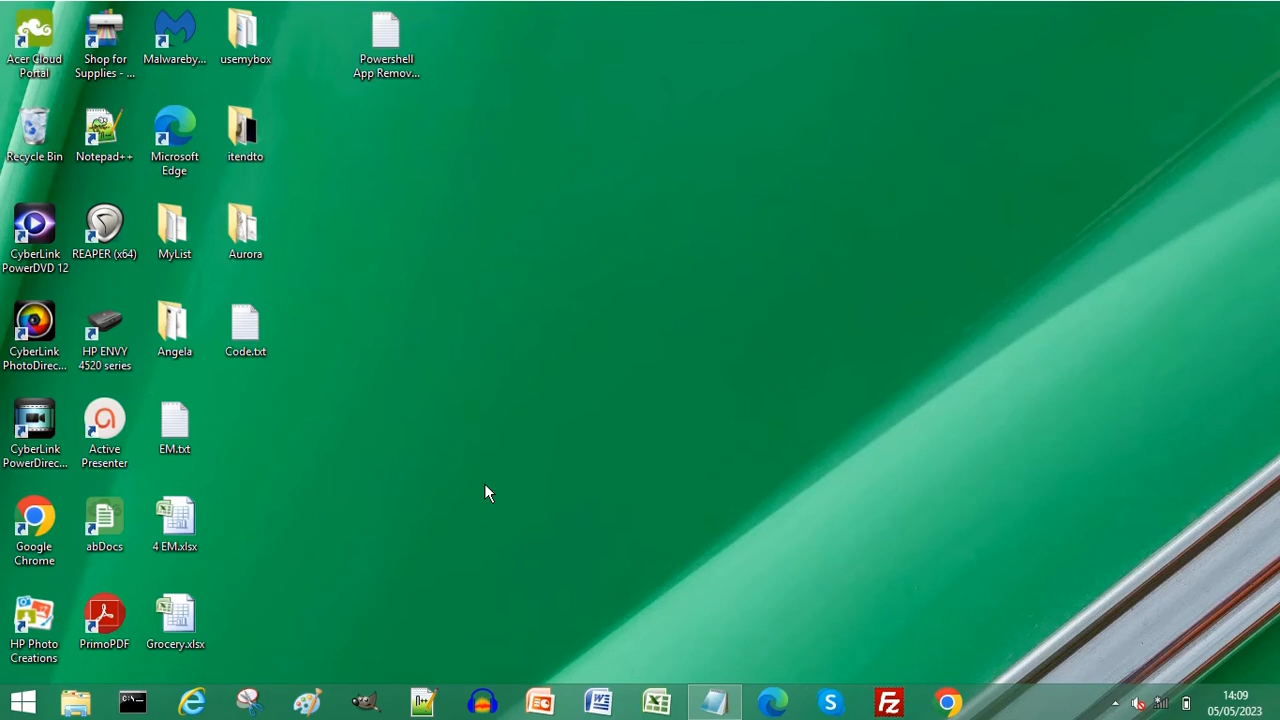 Acer Cloud
Portal
Shop for
Supplies - ...
Malwareby...
usemybox
Powershell
App Remov...
Recycle Bin
Notepad++
Microsoft
Edge
itendto
CyberLink
PowerDVD 12
REAPER (x64)
MyList
Aurora
CyberLink
PhotoDirec...
HP ENVY
4520 series
Angela
Code.txt
CyberLink
PowerDirec...
Active
Presenter
EM.txt
Google
Chrome
abDocs
4 EM.xlsx
HP Photo
Creations
PrimoPDF
Grocery.xlsx
14:09
05/05/2023